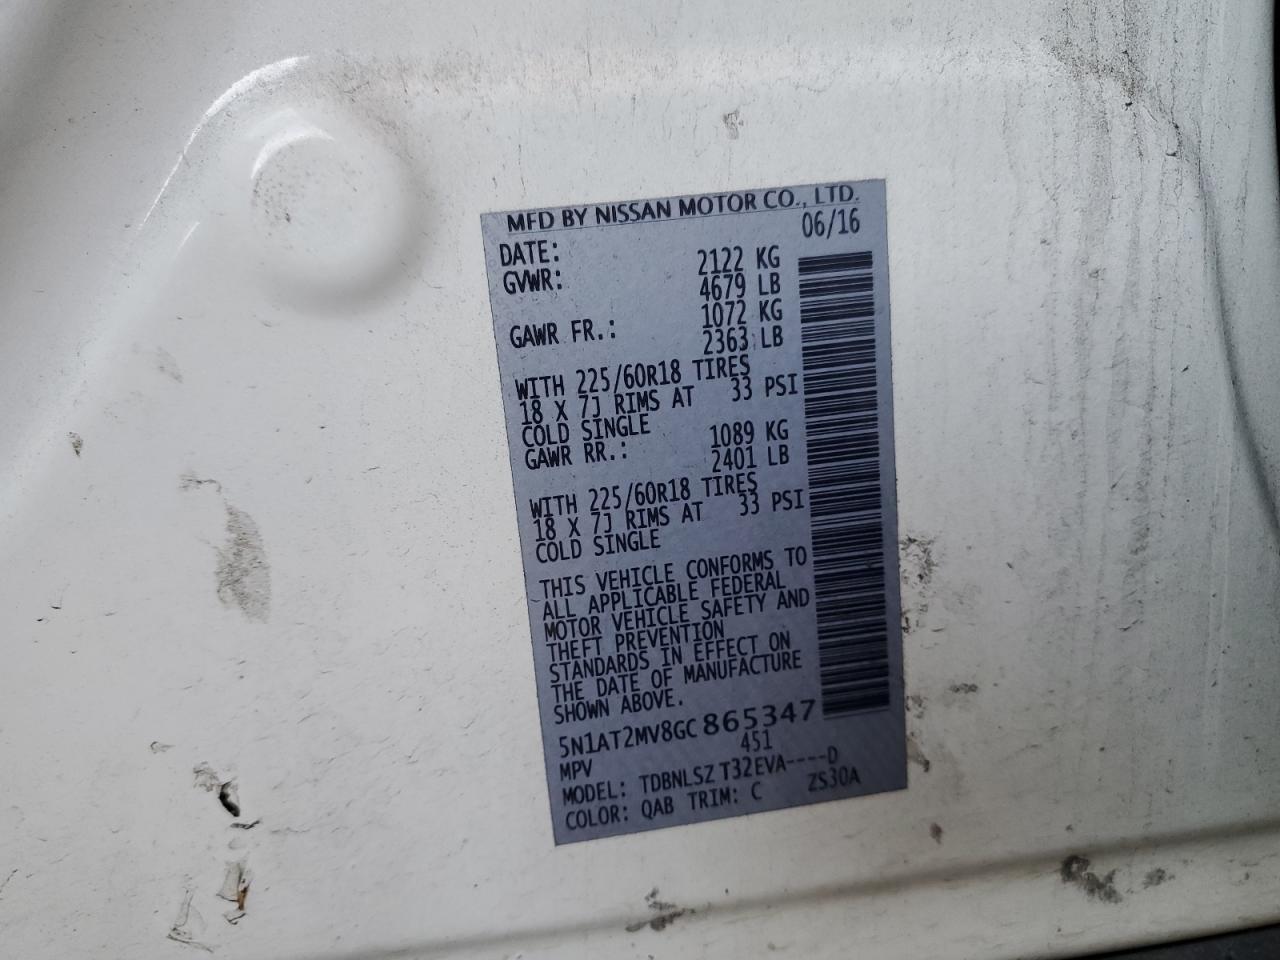 MFD BY NISSAN MOTOR CO., LTD.
DATE: 06/16
GVWR: 2122 KG
4679 LB
GAWR FR.: 1072 KG
2363 LB
WITH 225/60R18 TIRES
18 X 7J RIMS AT 33 PSI
COLD SINGLE
GAWR RR.: 1089 KG
2401 LB
WITH 225/60R18 TIRES
18 X 7J RIMS AT 33 PSI
COLD SINGLE
THIS VEHICLE CONFORMS TO
ALL APPLICABLE FEDERAL
MOTOR VEHICLE SAFETY AND
THEFT PREVENTION
STANDARDS IN EFFECT ON
THE DATE OF MANUFACTURE
SHOWN ABOVE.
5N1AT2MV8GC865347
MPV 451
MODEL: TDBNLSZ T32EVA----D
COLOR: QAB TRIM: C ZS30A